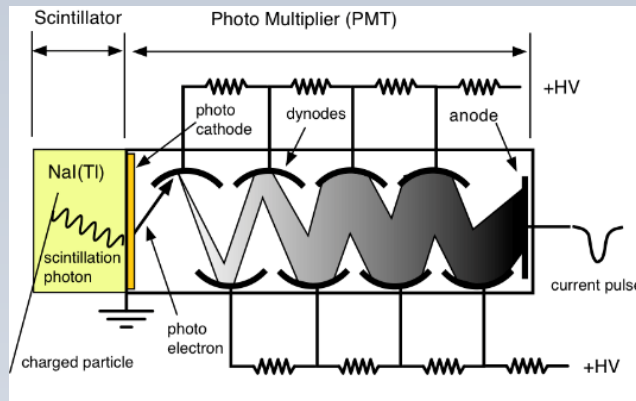 Scintillator
Photo Multiplier (PMT)
+HV
photo
cathode
dynodes
anode
NaI(Tl)
scintillation
photon
current pulse
photo
electron
charged particle
+HV